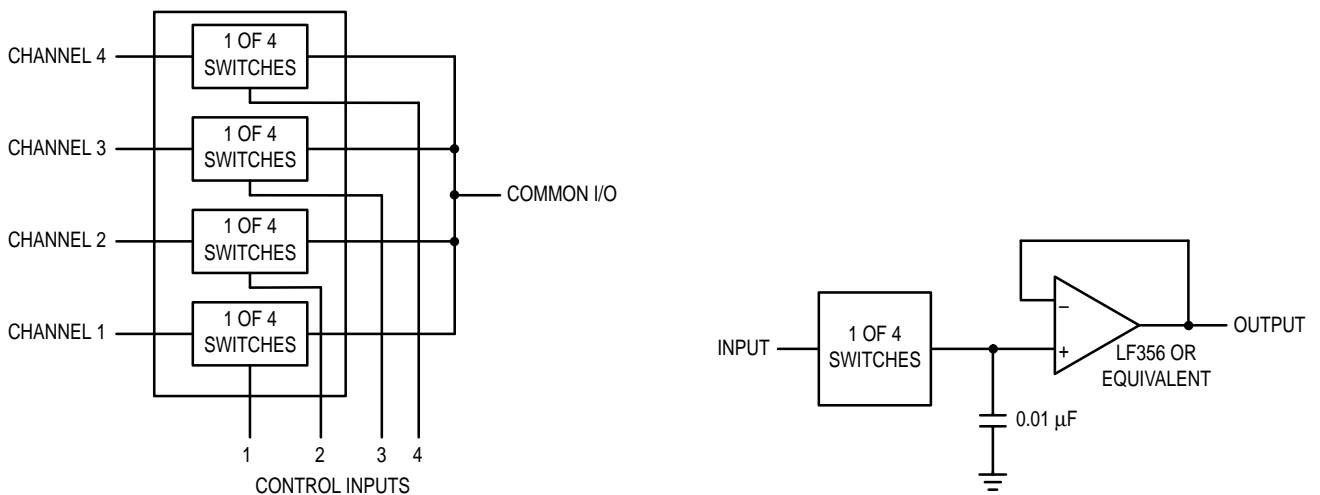 CHANNEL 4
1 OF 4
SWITCHES
CHANNEL 3
1 OF 4
SWITCHES
COMMON I/O
CHANNEL 2
1 OF 4
SWITCHES
CHANNEL 1
1 OF 4
SWITCHES
1 2 3 4
CONTROL INPUTS
INPUT
1 OF 4
SWITCHES
–
+
OUTPUT
LF356 OR
EQUIVALENT
0.01 µF